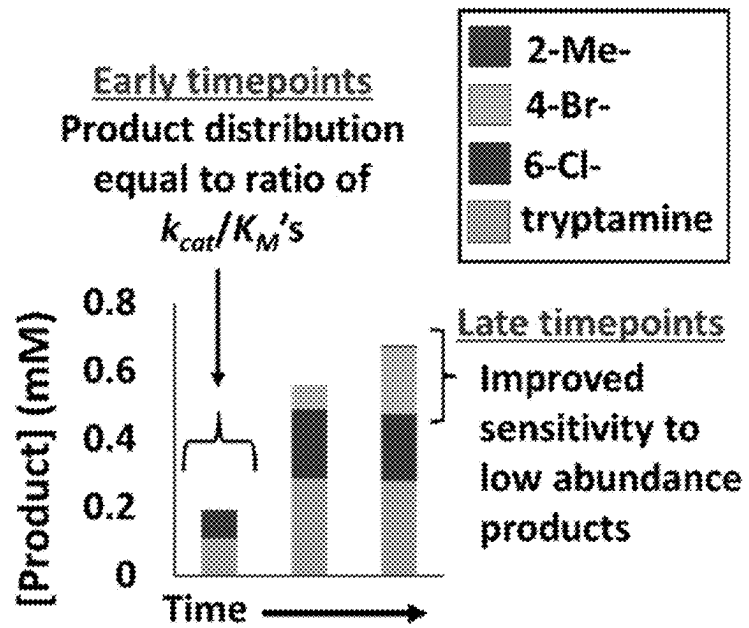 Early timepoints
Product distribution
equal to ratio of
kcat/KM's
2-Me-
4-Br-
6-Cl-
tryptamine
[Product] (mM)
0.8
0.6
0.4
0.2
0
Time
Late timepoints
Improved
sensitivity to
low abundance
products